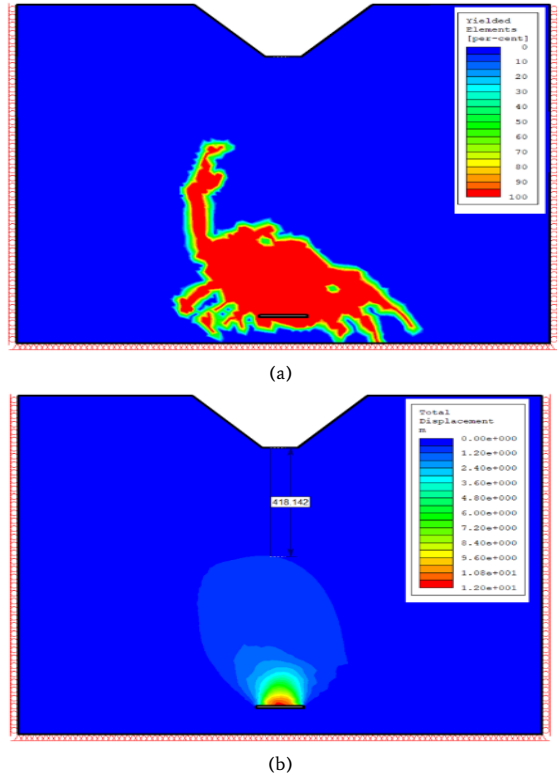 Yielded
Elements
[per-cent]
0
10
20
30
40
50
60
70
80
90
100
(a)
Total
Displacement
m
0.00e+000
1.20e+000
2.40e+000
3.60e+000
4.80e+000
6.00e+000
7.20e+000
8.40e+000
9.60e+000
1.08e+001
1.20e+001
418.142
(b)